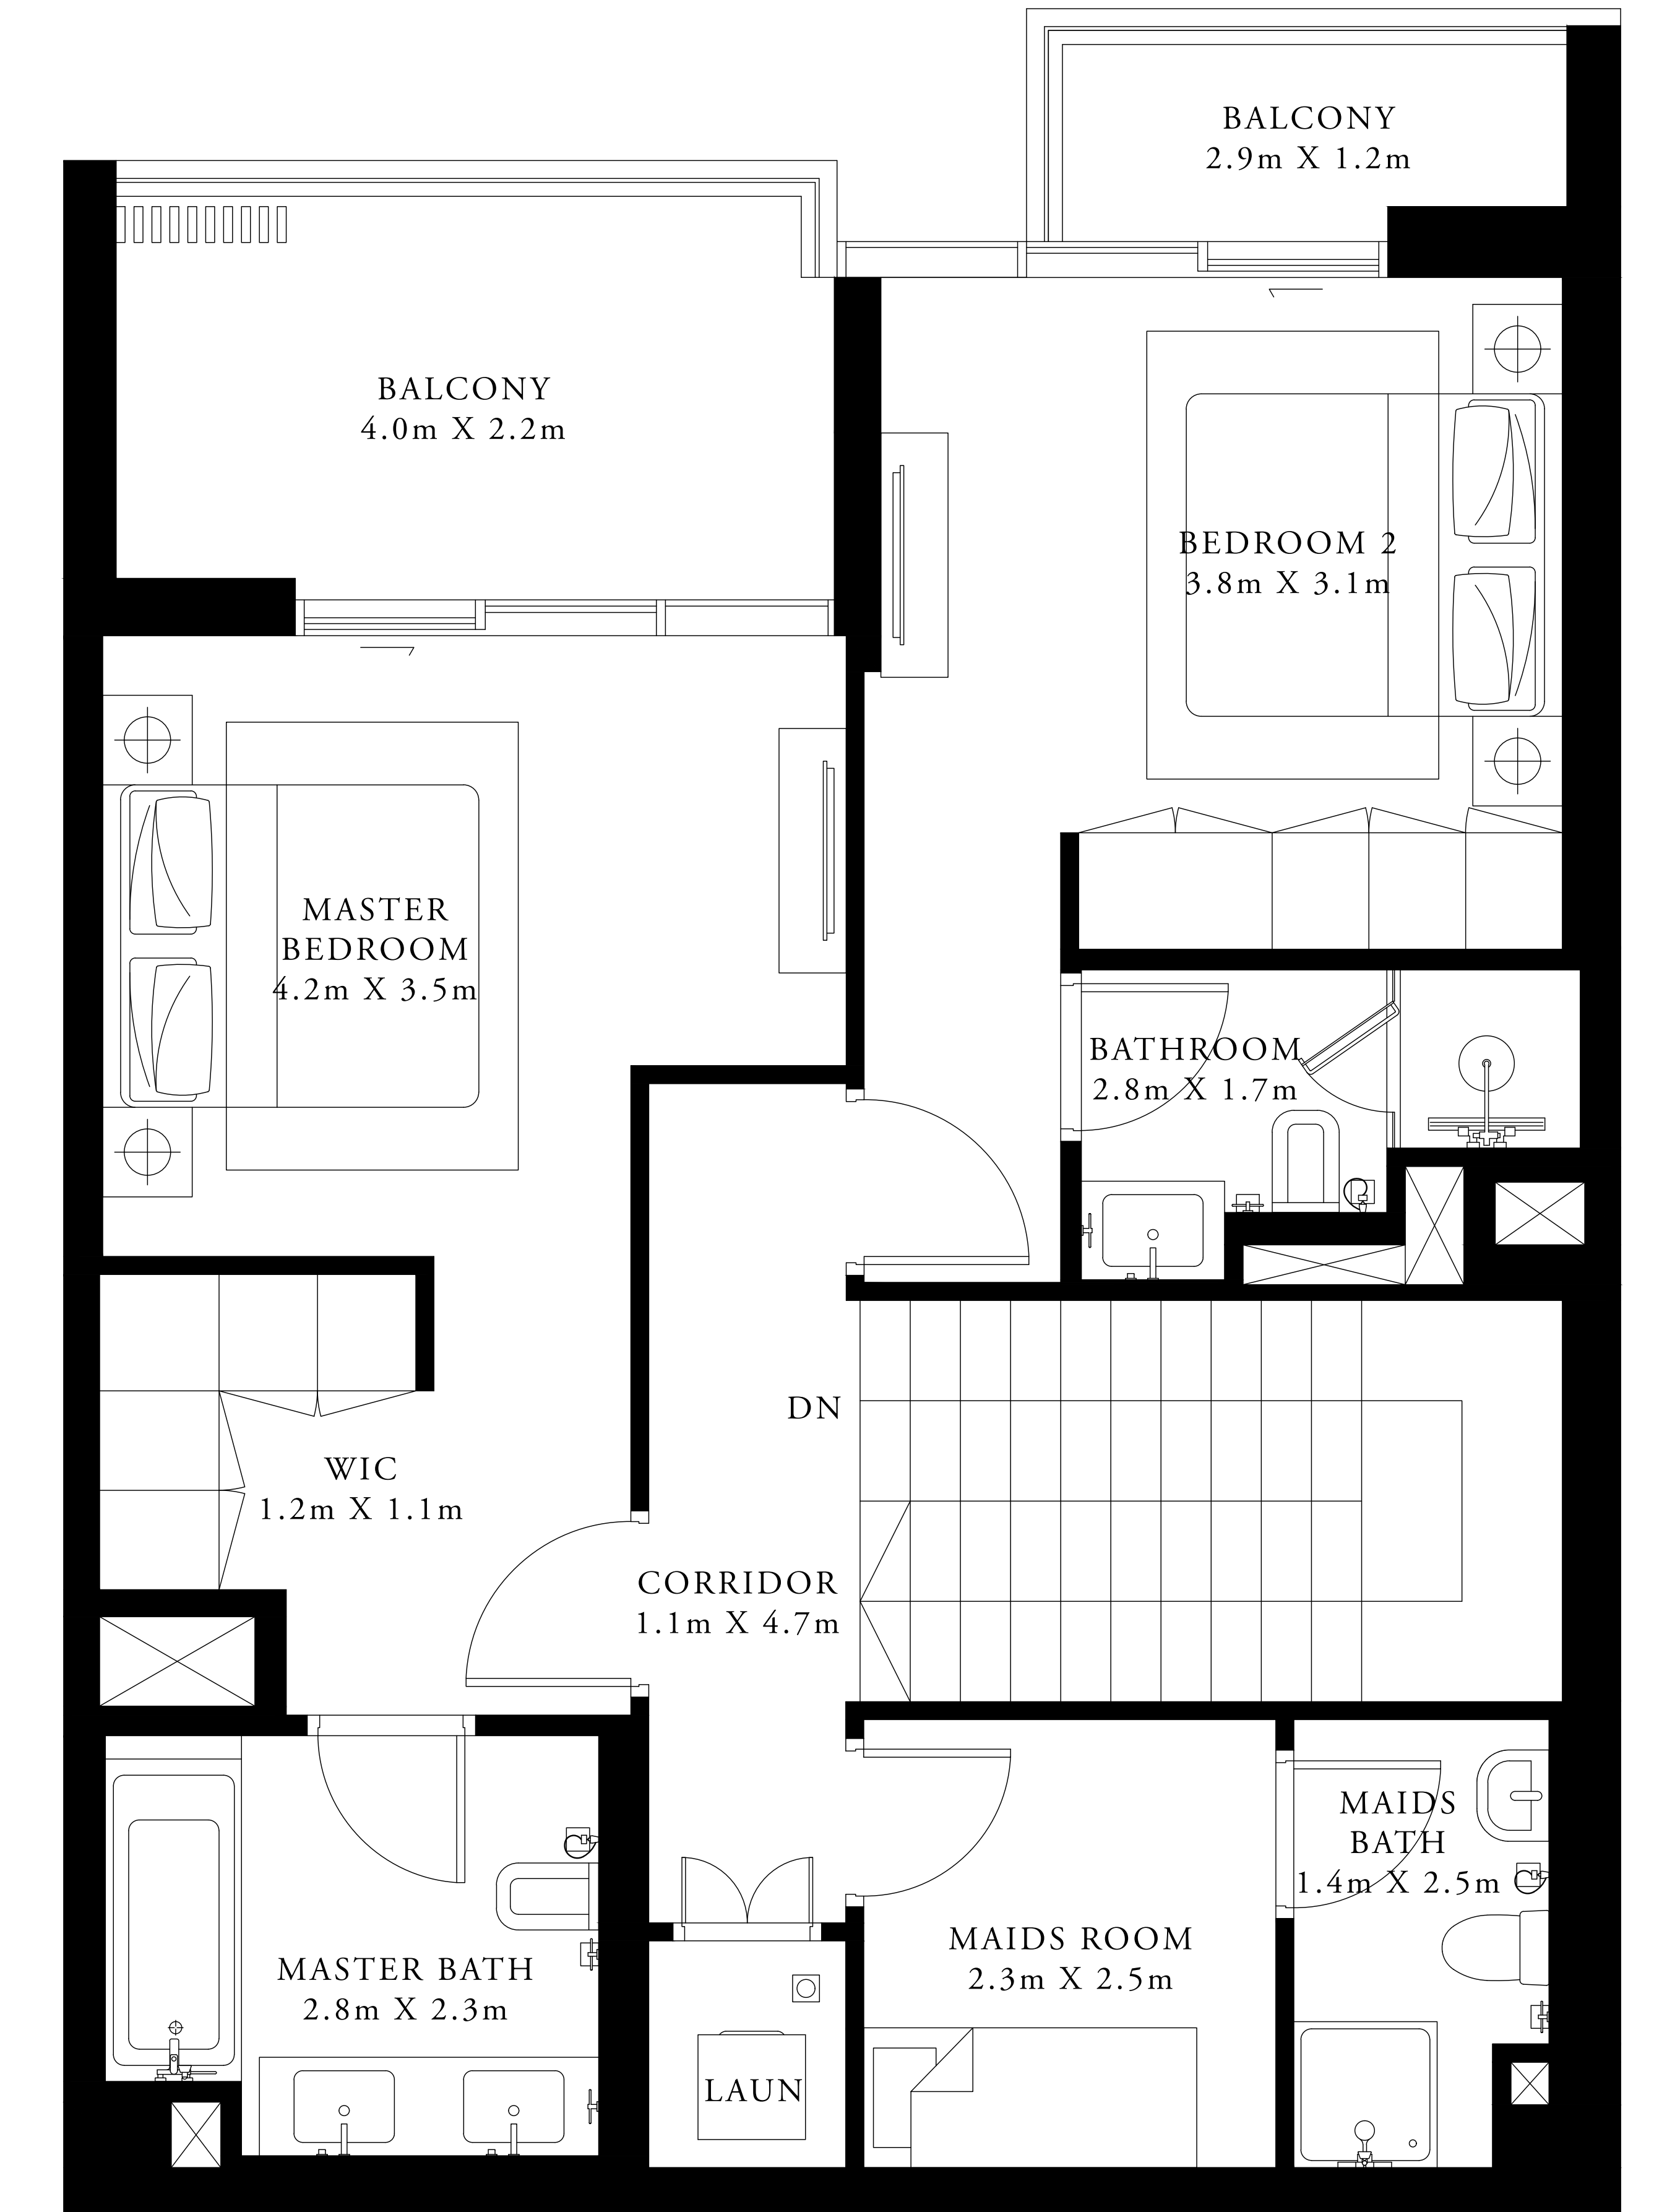 BALCONY
2.9m X 1.2m
BALCONY
4.0m X 2.2m
BEDROOM 2
3.8m X 3.1m
MASTER
BEDROOM
4.2m X 3.5m
BATHROOM
2.8m X 1.7m
DN
WIC
1.2m X 1.1m
CORRIDOR
1.1m X 4.7m
MAIDS
BATH
1.4m X 2.5m
MAIDS ROOM
2.3m X 2.5m
MASTER BATH
2.8m X 2.3m
LAUN